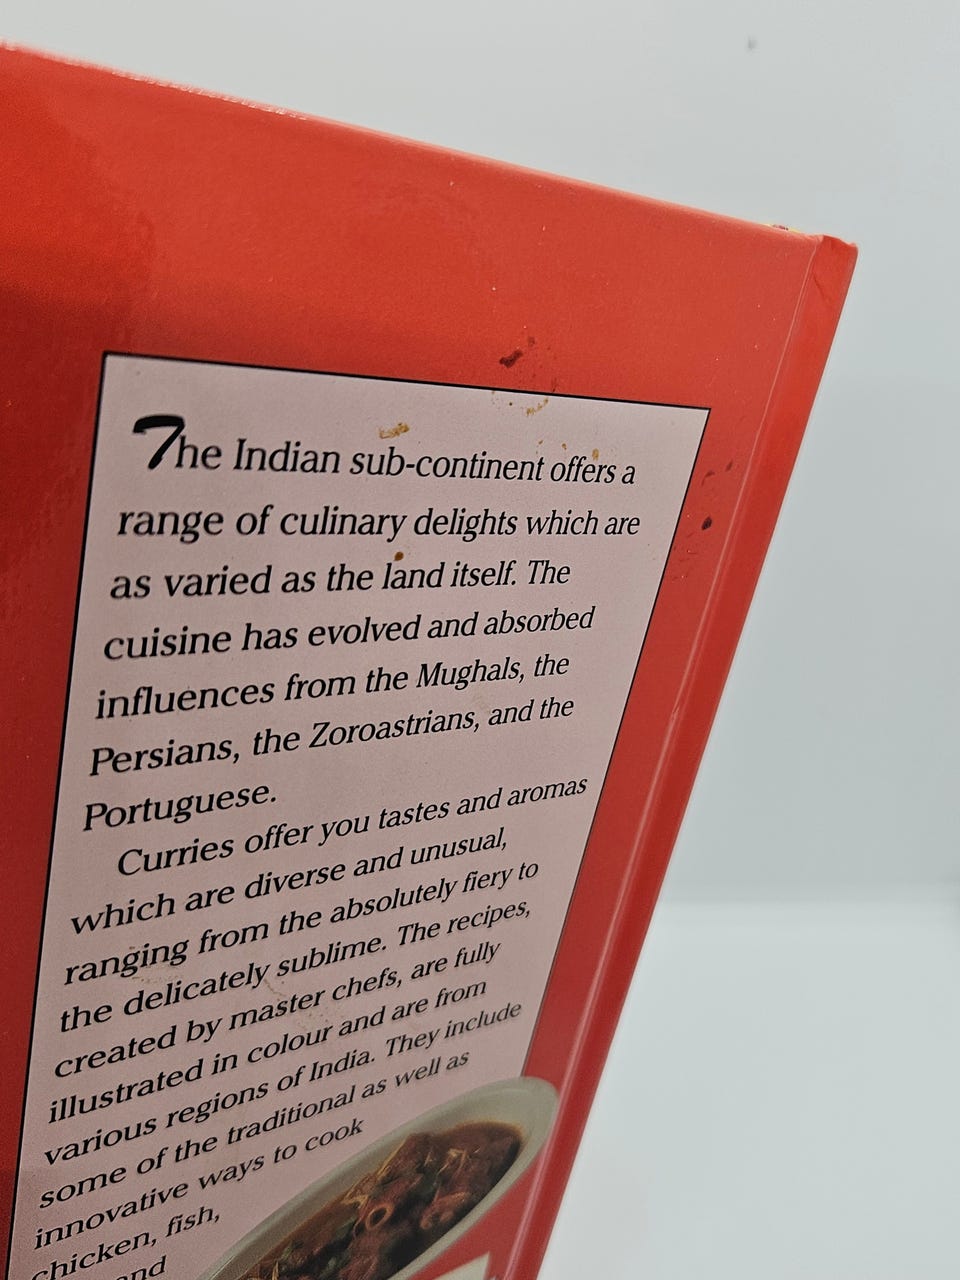 The Indian sub-continent offers a
range of culinary delights which are
as varied as the land itself. The
cuisine has evolved and absorbed
influences from the Mughals, the
Persians, the Zoroastrians, and the
Portuguese.
Curries offer you tastes and aromas
which are diverse and unusual,
ranging from the absolutely fiery to
the delicately sublime. The recipes,
created by master chefs, are fully
illustrated in colour and are from
various regions of India. They include
some of the traditional as well as
innovative ways to cook
chicken, fish,
and